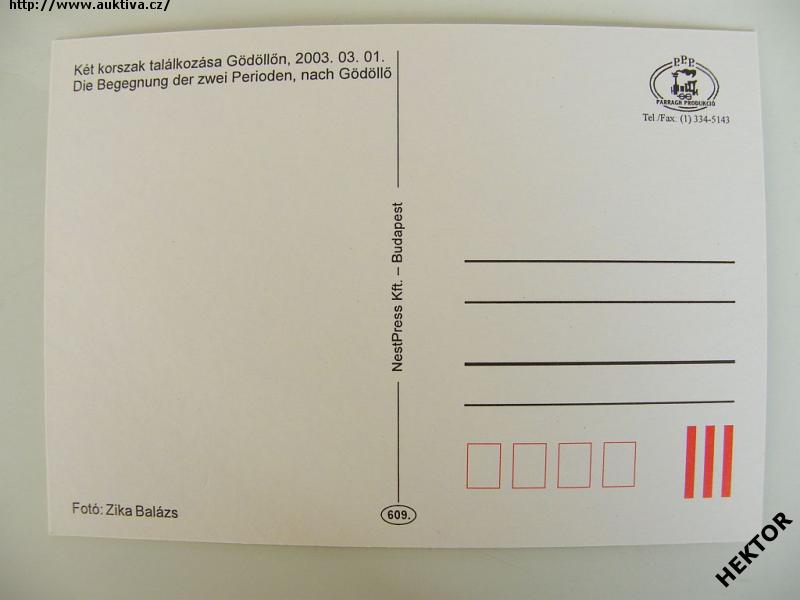 http://www.auktiva.cz/
Két korszak találkozása Gödöllőn, 2003. 03. 01.
Die Begegnung der zwei Perioden, nach Gödöllő
P.P.P.
PARRAGH PRODUKCIÓ
Tel./Fax. (1) 334-5143
NestPress Kft. – Budapest
Fotó: Zika Balázs
609.
HEKTOR